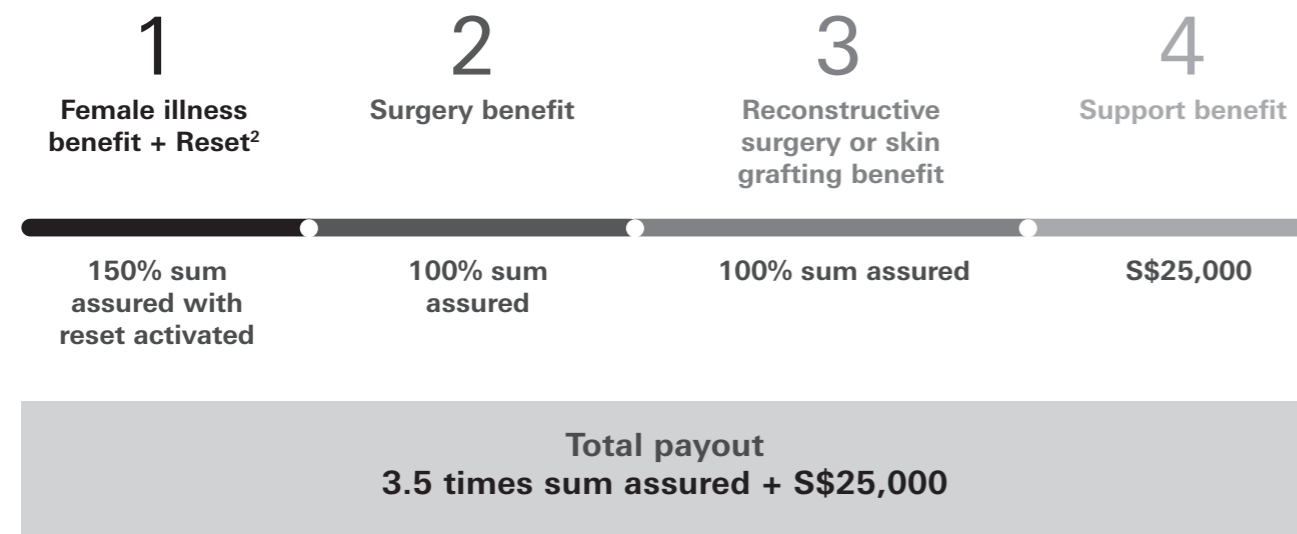 1
Female illness
benefit + Reset²
150% sum
assured with
reset activated
2
Surgery benefit
100% sum
assured
3
Reconstructive
surgery or skin
grafting benefit
100% sum assured
4
Support benefit
S$25,000
Total payout
3.5 times sum assured + S$25,000